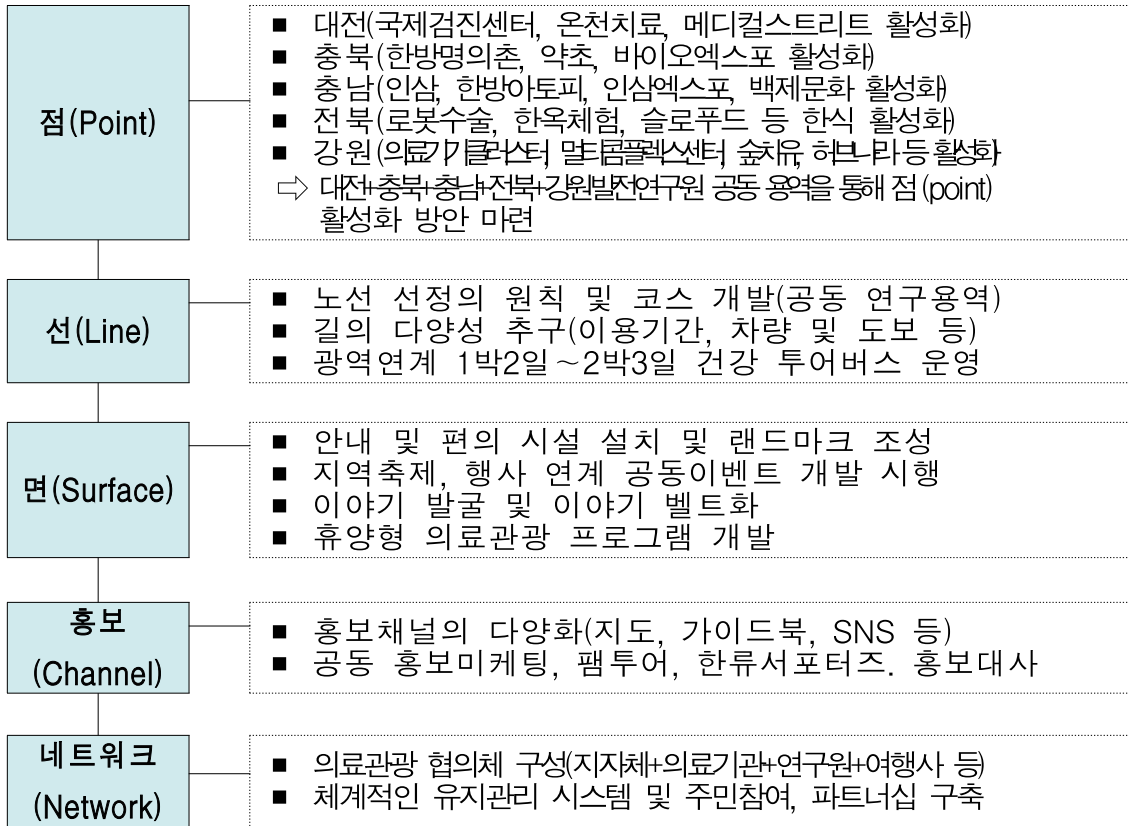 점(Point)
■ 대전(국제검진센터, 온천치료, 메디컬스트리트 활성화)
■ 충북(한방명의촌, 약초, 바이오엑스포 활성화)
■ 충남(인삼, 한방아토피, 인삼엑스포, 백제문화 활성화)
■ 전북(로봇수술, 한옥체험, 슬로푸드 등 한식 활성화)
■ 강원(의료기기클러스터, 멀티콤플렉스센터, 숲치유, 허브나라 등 활성화
⇨ 대전+충북+충남+전북+강원발전연구원 공동 용역을 통해 점(point)
활성화 방안 마련
선(Line)
■ 노선 선정의 원칙 및 코스 개발(공동 연구용역)
■ 길의 다양성 추구(이용기간, 차량 및 도보 등)
■ 광역연계 1박2일~2박3일 건강 투어버스 운영
면(Surface)
■ 안내 및 편의 시설 설치 및 랜드마크 조성
■ 지역축제, 행사 연계 공동이벤트 개발 시행
■ 이야기 발굴 및 이야기 벨트화
■ 휴양형 의료관광 프로그램 개발
홍보
(Channel)
■ 홍보채널의 다양화(지도, 가이드북, SNS 등)
■ 공동 홍보미케팅, 팸투어, 한류서포터즈. 홍보대사
네트워크
(Network)
■ 의료관광 협의체 구성(지자체+의료기관+연구원+여행사 등)
■ 체계적인 유지관리 시스템 및 주민참여, 파트너십 구축